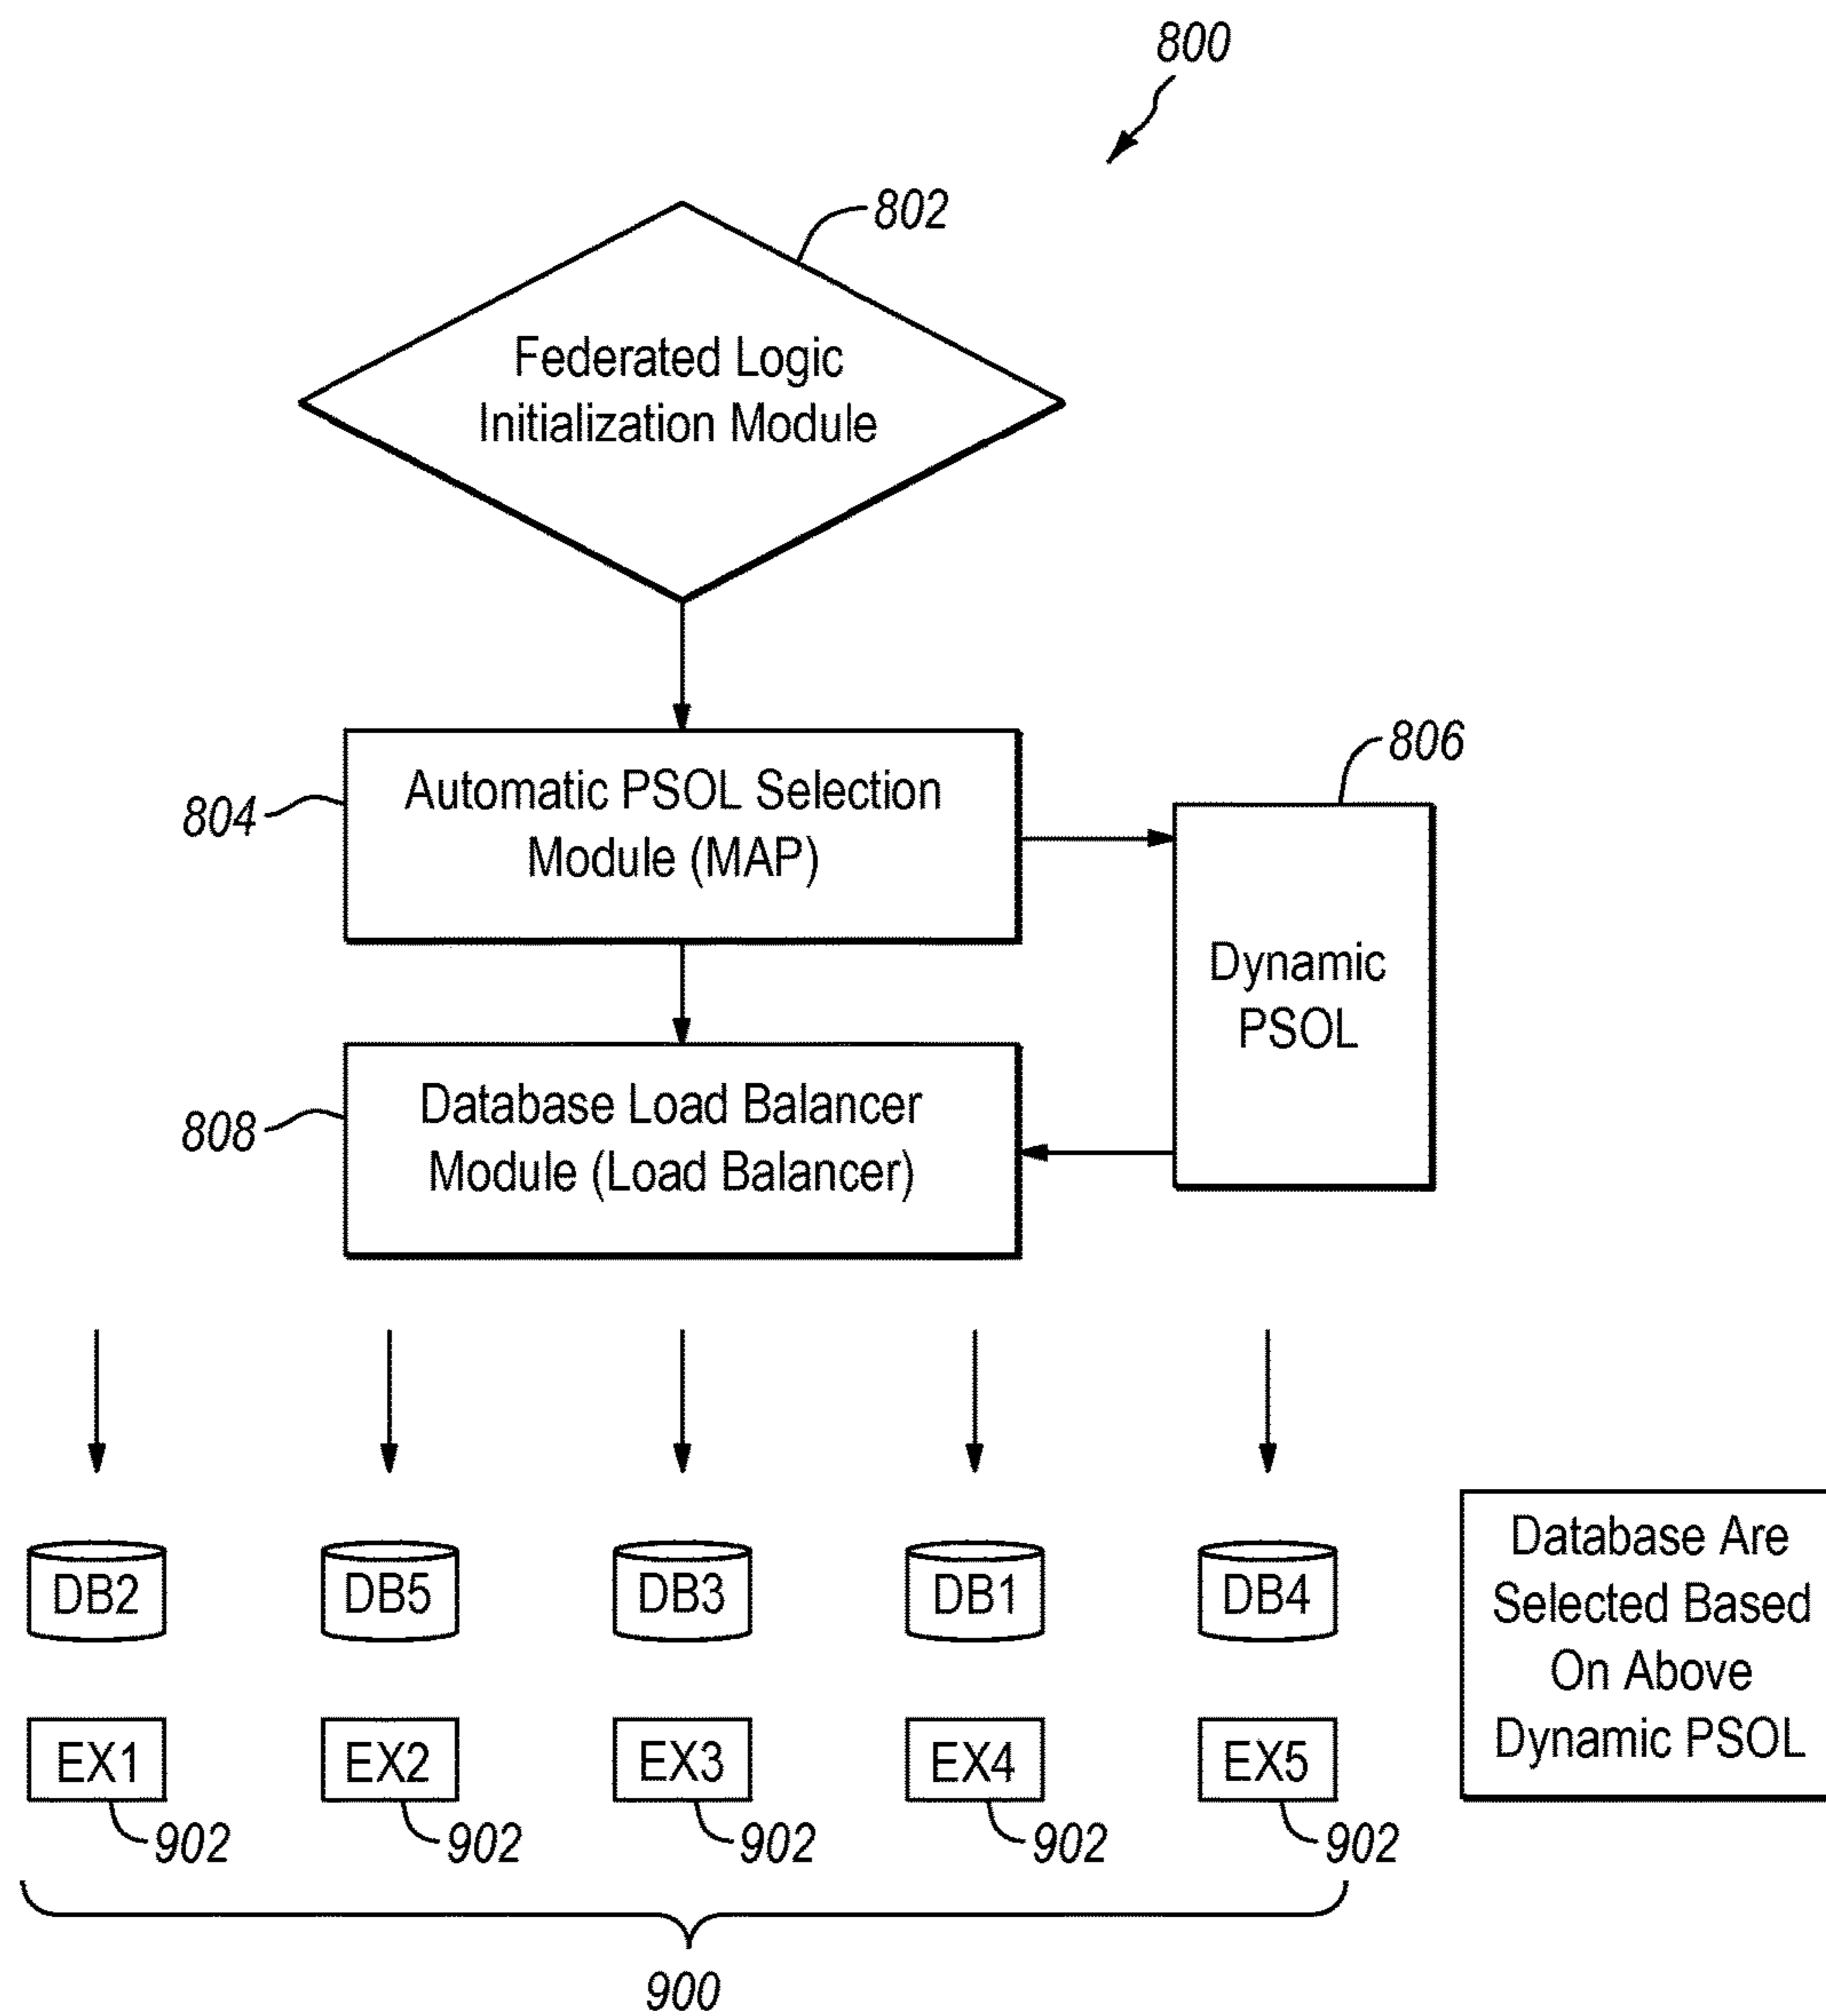 800
802
Federated Logic
Initialization Module
804
Automatic PSOL Selection
Module (MAP)
806
Dynamic
PSOL
808
Database Load Balancer
Module (Load Balancer)
DB2 DB5 DB3 DB1 DB4
EX1 EX2 EX3 EX4 EX5
902 902 902 902 902
Database Are
Selected Based
On Above
Dynamic PSOL
900